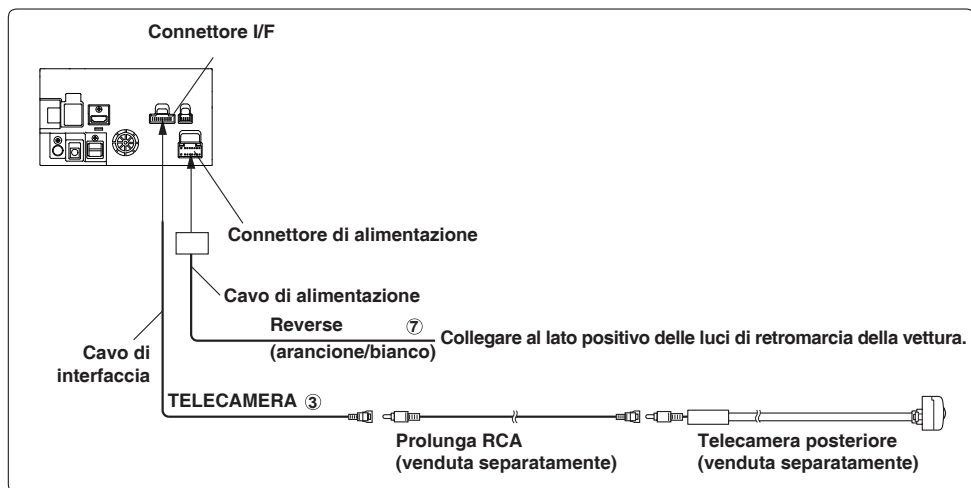 Connettore I/F
Connettore di alimentazione
Cavo di alimentazione
Reverse ⑦
(arancione/bianco)
Collegare al lato positivo delle luci di retromarcia della vettura.
Cavo di
interfaccia
TELECAMERA ③
Prolunga RCA
(venduta separatamente)
Telecamera posteriore
(venduta separatamente)